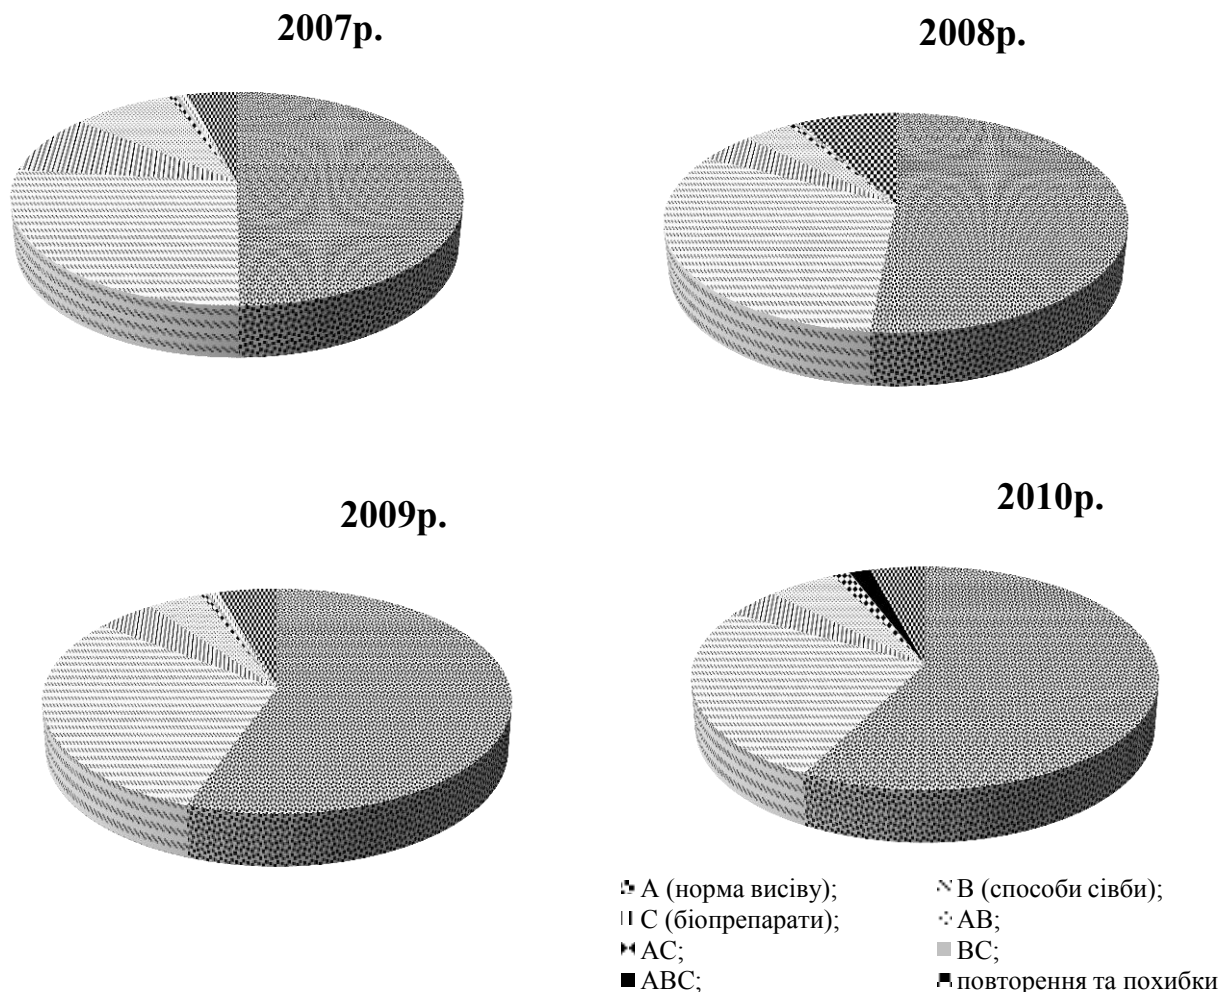 2007р.
2008р.
2009р.
2010р.
А (норма висіву);
В (способи сівби);
С (біопрепарати);
АВ;
АС;
ВС;
АВС;
повторення та похибки